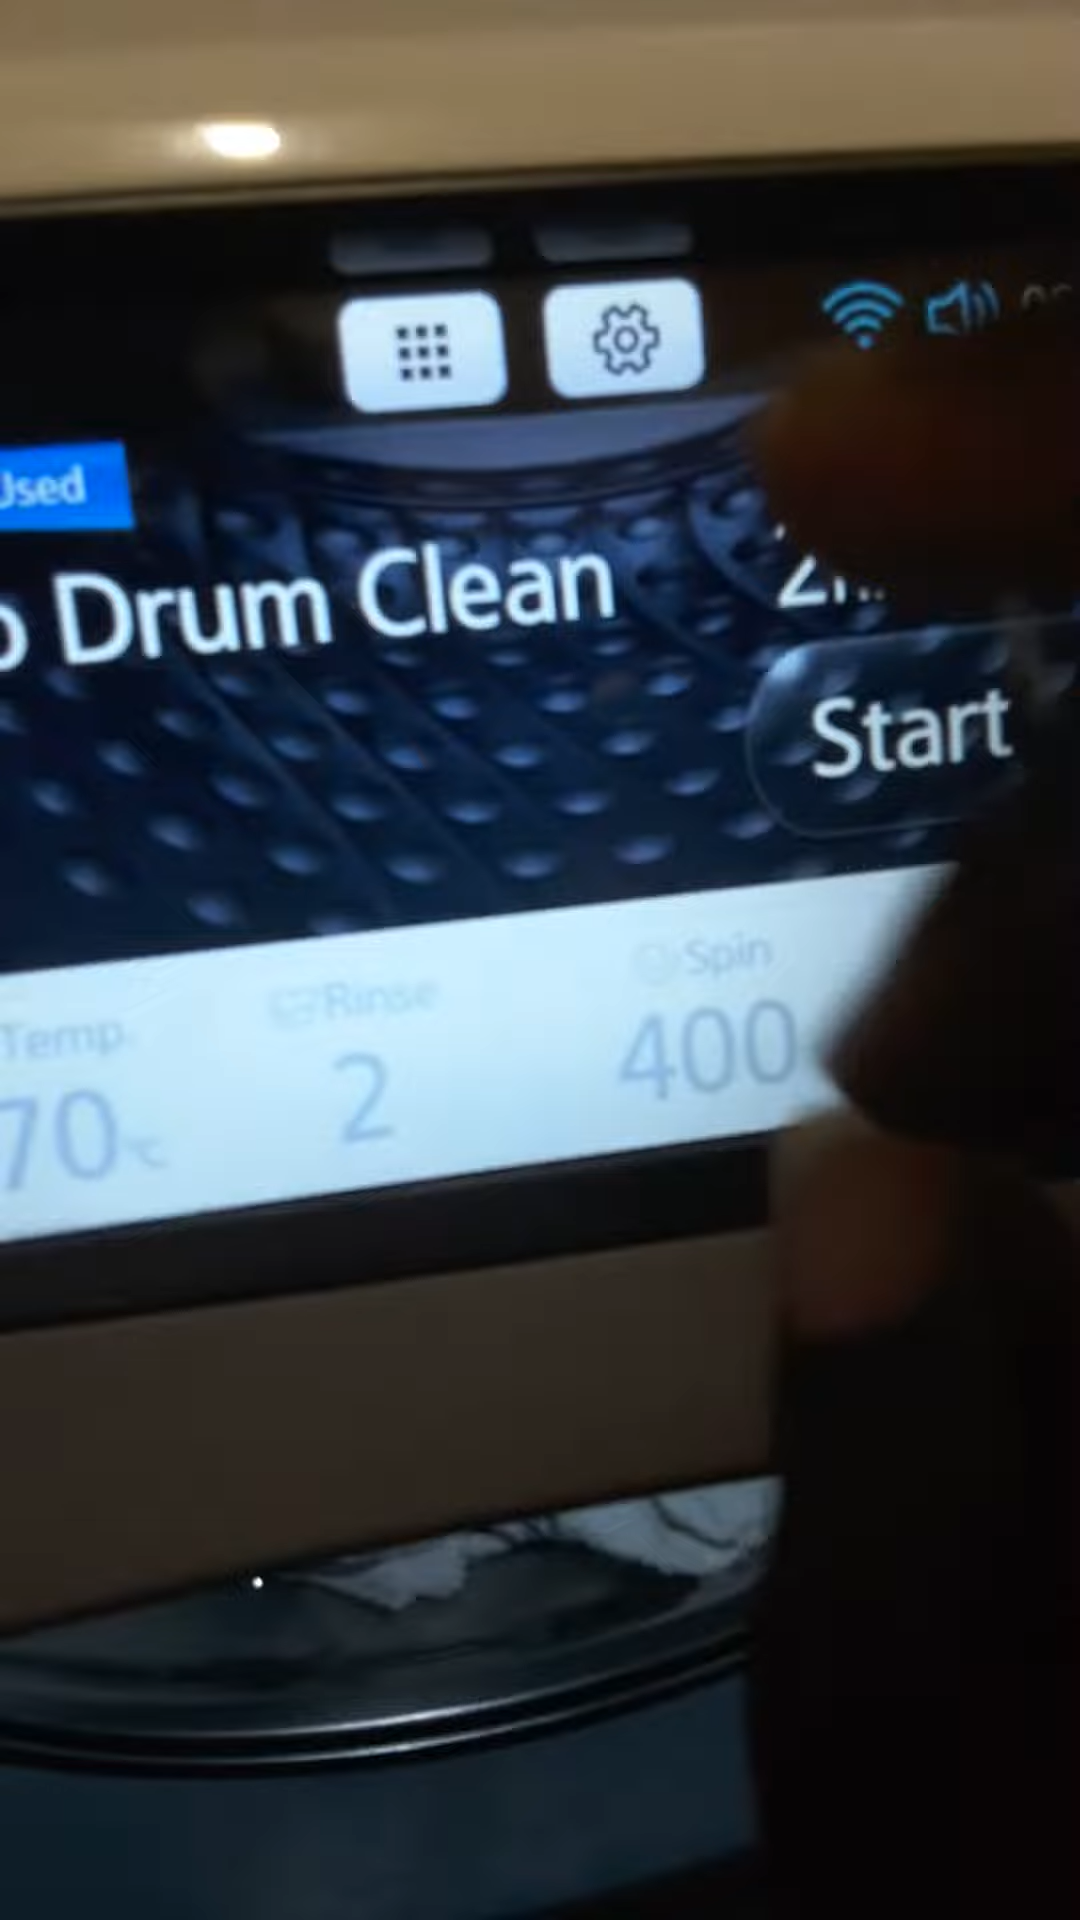 Used
Drum Clean
Start
Temp. Rinse Spin
70℃ 2 400